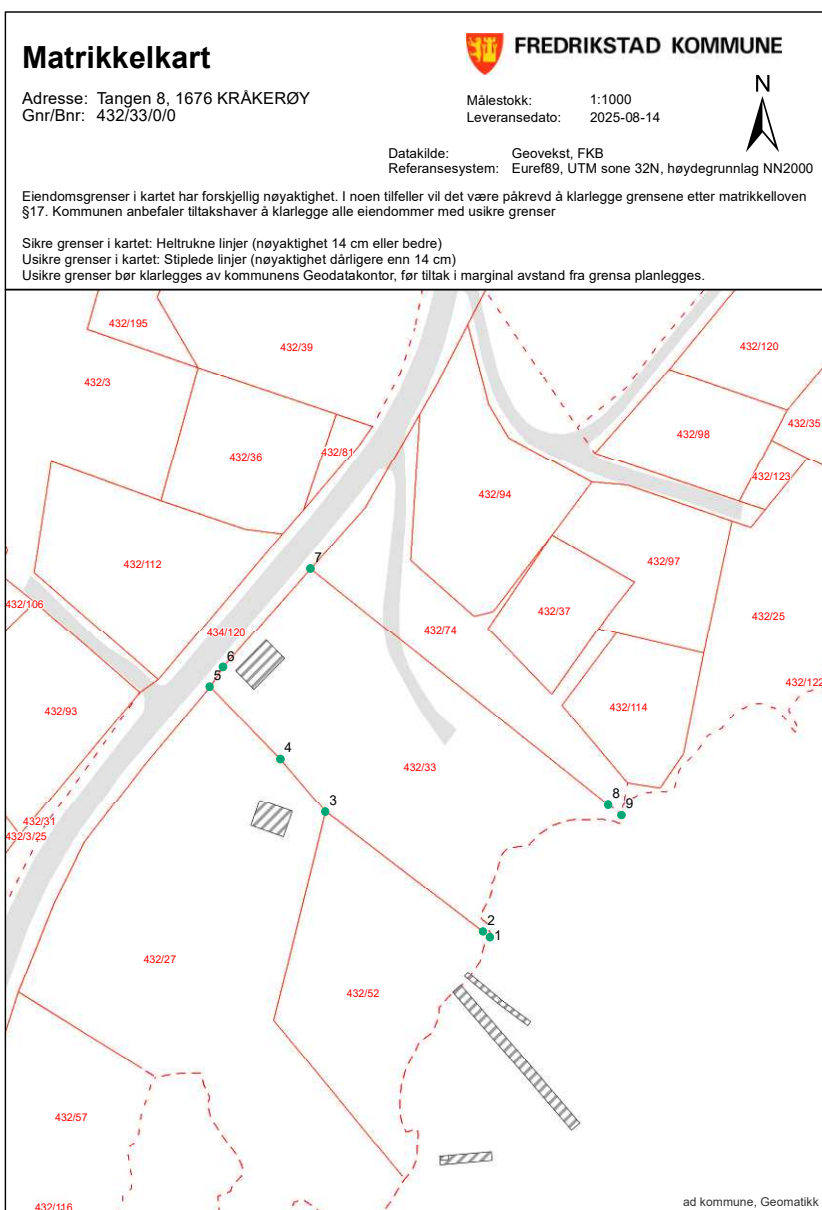 Matrikkelkart
FREDRIKSTAD KOMMUNE
Adresse: Tangen 8, 1676 KRÅKERØY
Gnr/Bnr: 432/33/0/0
Målestokk: 1:1000
Leveransedato: 2025-08-14
N
Datakilde: Geovekst, FKB
Referansesystem: Euref89, UTM sone 32N, høydegrunnlag NN2000
Eiendomsgrenser i kartet har forskjellig nøyaktighet. I noen tilfeller vil det være påkrevd å klarlegge grensene etter matrikkelloven
§17. Kommunen anbefaler tiltakshaver å klarlegge alle eiendommer med usikre grenser
Sikre grenser i kartet: Heltrukne linjer (nøyaktighet 14 cm eller bedre)
Usikre grenser i kartet: Stiplede linjer (nøyaktighet dårligere enn 14 cm)
Usikre grenser bør klarlegges av kommunens Geodatakontor, før tiltak i marginal avstand fra grensa planlegges.
432/195
432/39
432/120
432/3
432/35
432/98
432/36
432/81
432/123
432/94
7
432/112
432/97
432/106
432/37
432/25
434/120
432/74
6
5
432/122
432/93
432/114
4
432/33
8
3
9
432/31
432/3/25
2
1
432/27
432/52
432/57
432/116
ad kommune, Geomatikk